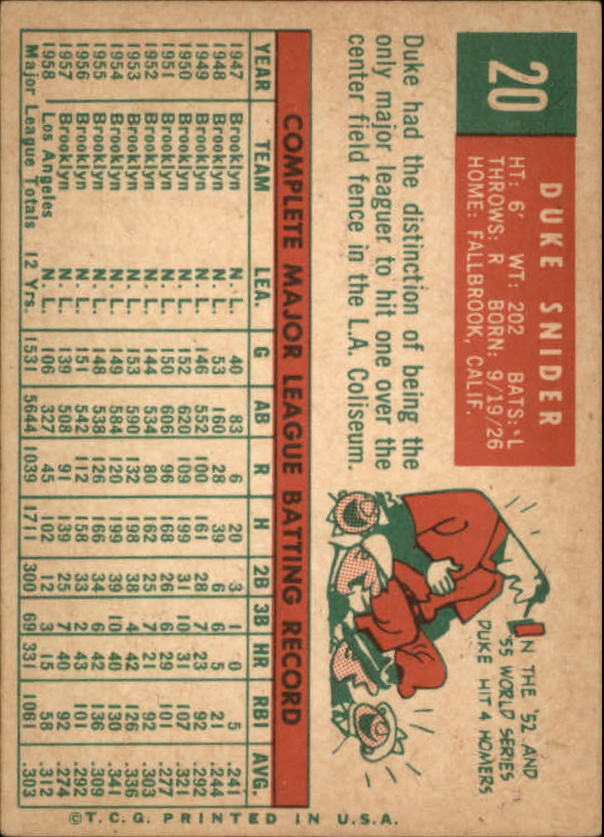 20
DUKE SNIDER
HT: 6' WT: 202 BATS: L
THROWS: R BORN: 9/19/26
HOME: FALLBROOK, CALIF.
Duke had the distinction of being the
only major leaguer to hit one over the
center field fence in the L.A. Coliseum.
IN THE '52 AND
'55 WORLD SERIES
DUKE HIT 4 HOMERS
COMPLETE MAJOR LEAGUE BATTING RECORD
YEAR TEAM LEA. G AB R H 2B 3B HR RBI AVG.
1947 Brooklyn N.L. 40 83 6 20 3 1 0 5 .241
1948 Brooklyn N.L. 53 160 28 39 6 6 5 21 .244
1949 Brooklyn N.L. 146 552 100 161 28 7 23 92 .292
1950 Brooklyn N.L. 152 620 109 199 31 10 31 107 .321
1951 Brooklyn N.L. 150 606 96 168 26 6 29 101 .277
1952 Brooklyn N.L. 144 534 80 162 25 7 21 92 .303
1953 Brooklyn N.L. 153 590 132 198 38 4 42 126 .336
1954 Brooklyn N.L. 149 584 120 199 39 10 40 130 .341
1955 Brooklyn N.L. 148 538 126 166 34 6 42 136 .309
1956 Brooklyn N.L. 151 542 112 158 33 2 43 101 .292
1957 Brooklyn N.L. 139 508 91 139 25 7 40 92 .274
1958 Los Angeles N.L. 106 327 45 102 12 3 15 58 .312
Major League Totals 12 Yrs. 1531 5644 1039 1711 300 69 331 1061 .303
©T.C.G. PRINTED IN U.S.A.